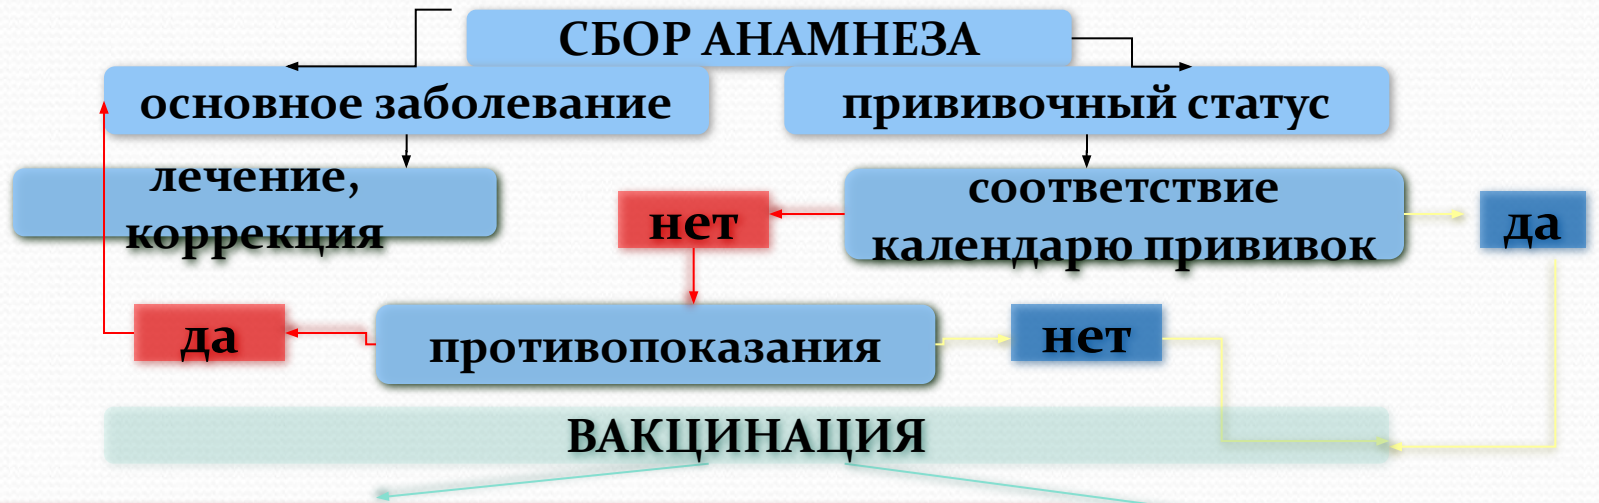 СБОР АНАМНЕЗА
основное заболевание
прививочный статус
лечение,
коррекция
соответствие
календарю прививок
нет
да
да
противопоказания
нет
ВАКЦИНАЦИЯ